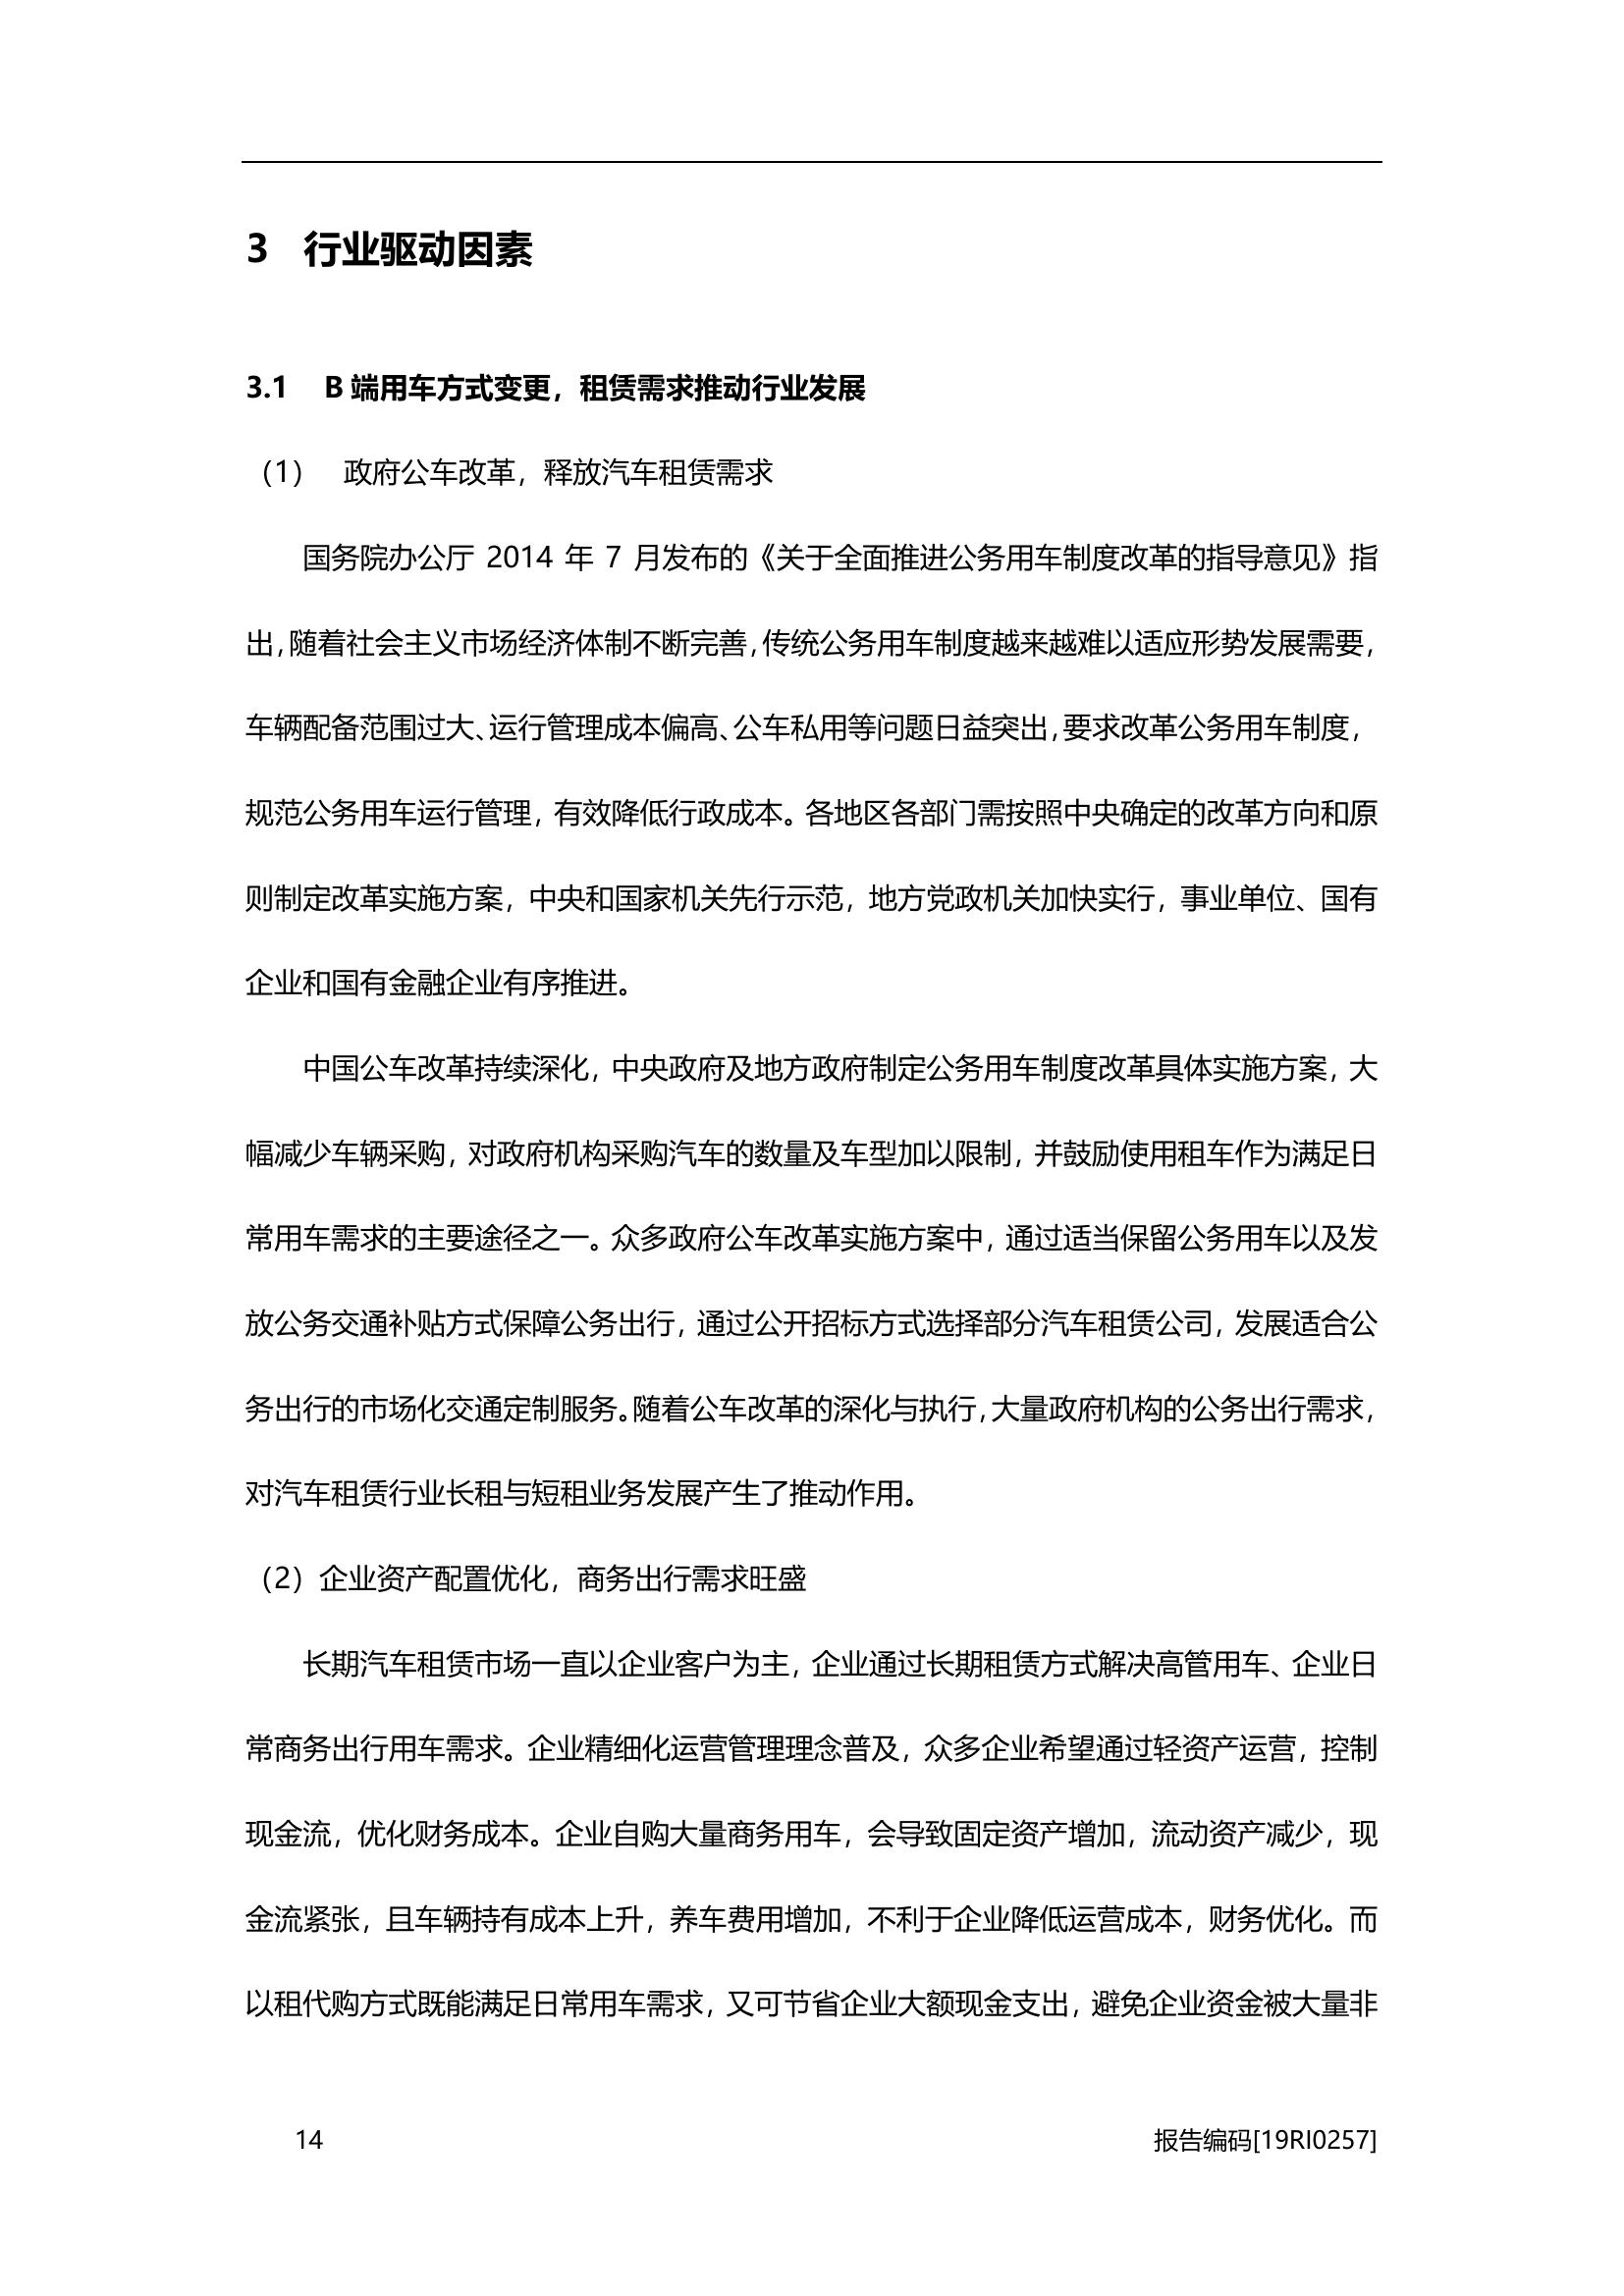 3 行业驱动因素
3.1 B 端用车方式变更，租赁需求推动行业发展
（1） 政府公车改革，释放汽车租赁需求
国务院办公厅 2014 年 7 月发布的《关于全面推进公务用车制度改革的指导意见》指
出，随着社会主义市场经济体制不断完善，传统公务用车制度越来越难以适应形势发展需要，
车辆配备范围过大、运行管理成本偏高、公车私用等问题日益突出，要求改革公务用车制度，
规范公务用车运行管理，有效降低行政成本。各地区各部门需按照中央确定的改革方向和原
则制定改革实施方案，中央和国家机关先行示范，地方党政机关加快实行，事业单位、国有
企业和国有金融企业有序推进。
中国公车改革持续深化，中央政府及地方政府制定公务用车制度改革具体实施方案，大
幅减少车辆采购，对政府机构采购汽车的数量及车型加以限制，并鼓励使用租车作为满足日
常用车需求的主要途径之一。众多政府公车改革实施方案中，通过适当保留公务用车以及发
放公务交通补贴方式保障公务出行，通过公开招标方式选择部分汽车租赁公司，发展适合公
务出行的市场化交通定制服务。随着公车改革的深化与执行，大量政府机构的公务出行需求，
对汽车租赁行业长租与短租业务发展产生了推动作用。
（2）企业资产配置优化，商务出行需求旺盛
长期汽车租赁市场一直以企业客户为主，企业通过长期租赁方式解决高管用车、企业日
常商务出行用车需求。企业精细化运营管理理念普及，众多企业希望通过轻资产运营，控制
现金流，优化财务成本。企业自购大量商务用车，会导致固定资产增加，流动资产减少，现
金流紧张，且车辆持有成本上升，养车费用增加，不利于企业降低运营成本，财务优化。而
以租代购方式既能满足日常用车需求，又可节省企业大额现金支出，避免企业资金被大量非
14 报告编码[19RI0257]